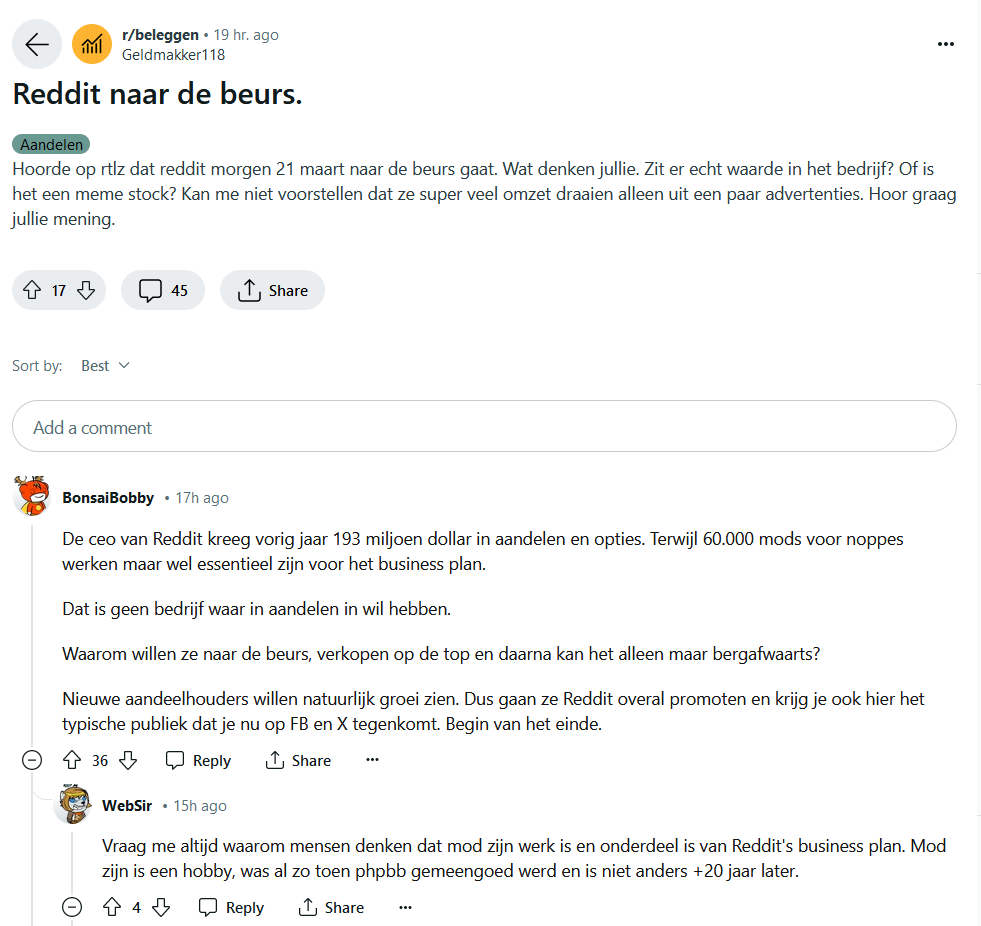 r/beleggen • 19 hr. ago
Geldmakker118
Reddit naar de beurs.
Aandelen
Hoorde op rtlz dat reddit morgen 21 maart naar de beurs gaat. Wat denken jullie. Zit er echt waarde in het bedrijf? Of is
het een meme stock? Kan me niet voorstellen dat ze super veel omzet draaien alleen uit een paar advertenties. Hoor graag
jullie mening.
17
45
Share
Sort by: Best
Add a comment
BonsaiBobby • 17h ago
De ceo van Reddit kreeg vorig jaar 193 miljoen dollar in aandelen en opties. Terwijl 60.000 mods voor noppes
werken maar wel essentieel zijn voor het business plan.
Dat is geen bedrijf waar in aandelen in wil hebben.
Waarom willen ze naar de beurs, verkopen op de top en daarna kan het alleen maar bergafwaarts?
Nieuwe aandeelhouders willen natuurlijk groei zien. Dus gaan ze Reddit overal promoten en krijg je ook hier het
typische publiek dat je nu op FB en X tegenkomt. Begin van het einde.
36 Reply Share
WebSir • 15h ago
Vraag me altijd waarom mensen denken dat mod zijn werk is en onderdeel is van Reddit's business plan. Mod
zijn is een hobby, was al zo toen phpbb gemeengoed werd en is niet anders +20 jaar later.
4 Reply Share